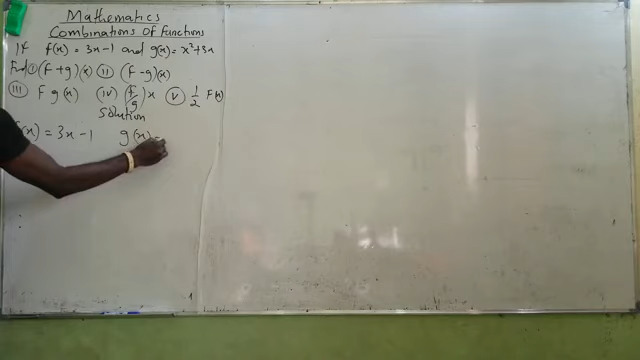 Mathematics
Combinations Of Functions
If f(x) = 3x-1 and g(x) = x²+3x
Find (i) (f+g)(x) (ii) (f-g)(x)
(iii) f g(x) (iv) (f/g)x (v) 1/2 f(x)
Solution
f(x) = 3x-1 g(x) =